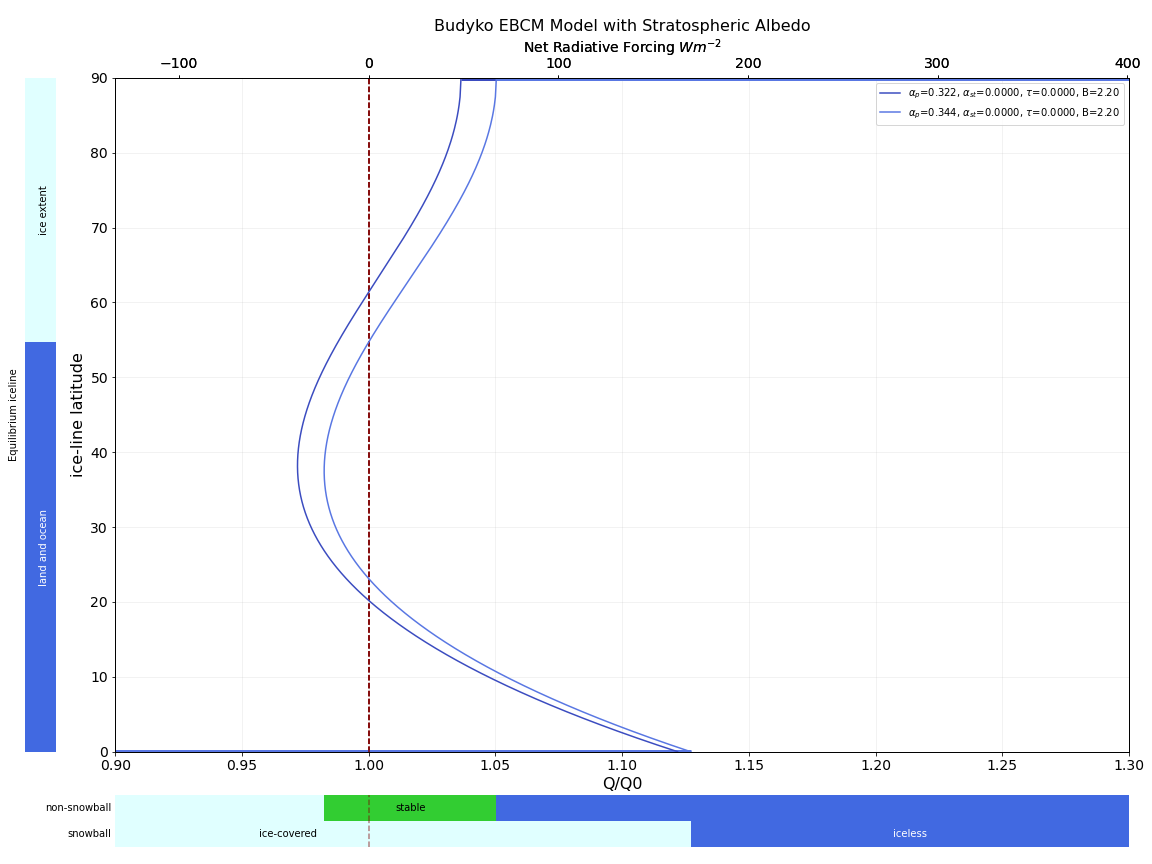 Budyko EBCM Model with Stratospheric Albedo
Net Radiative Forcing Wm⁻²
−100 0 100 200 300 400
αₚ=0.322, αₛₜ=0.0000, τ=0.0000, B=2.20
αₚ=0.344, αₛₜ=0.0000, τ=0.0000, B=2.20
90
80
70
60
50
40
30
20
10
0
ice-line latitude
Equilibrium iceline
ice extent
land and ocean
0.90 0.95 1.00 1.05 1.10 1.15 1.20 1.25 1.30
Q/Q0
non-snowball stable
snowball ice-covered iceless